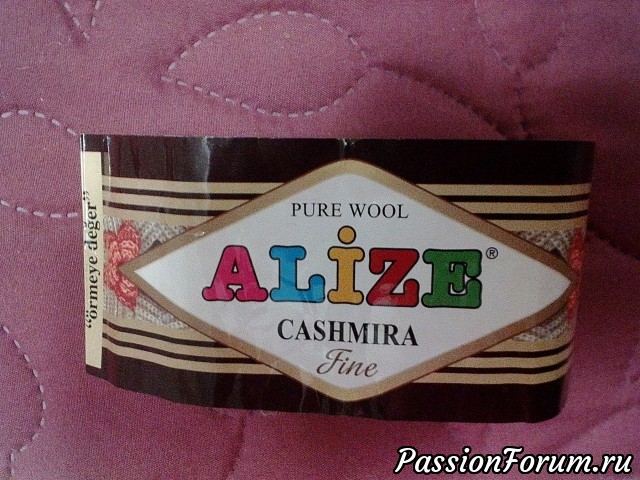 "örmeye değer"
PURE WOOL
ALİZE®
CASHMIRA
Fine
PassionForum.ru